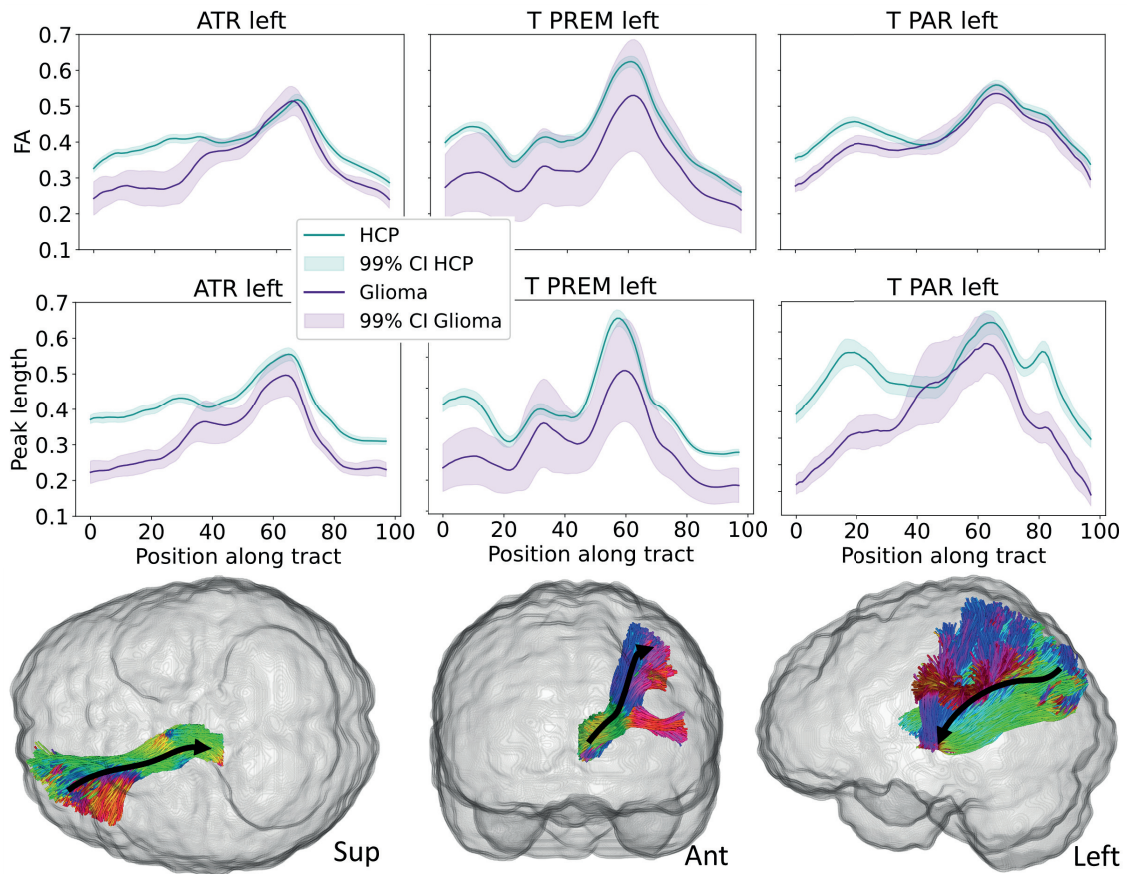 ATR left T PREM left T PAR left
0.7
0.6
0.5
0.4
0.3
0.2
0.1
FA
HCP
99% CI HCP
Glioma
99% CI Glioma
ATR left T PREM left T PAR left
0.7
0.6
0.5
0.4
0.3
0.2
0.1
Peak length
0 20 40 60 80 100 0 20 40 60 80 100 0 20 40 60 80 100
Position along tract Position along tract Position along tract
Sup Ant Left